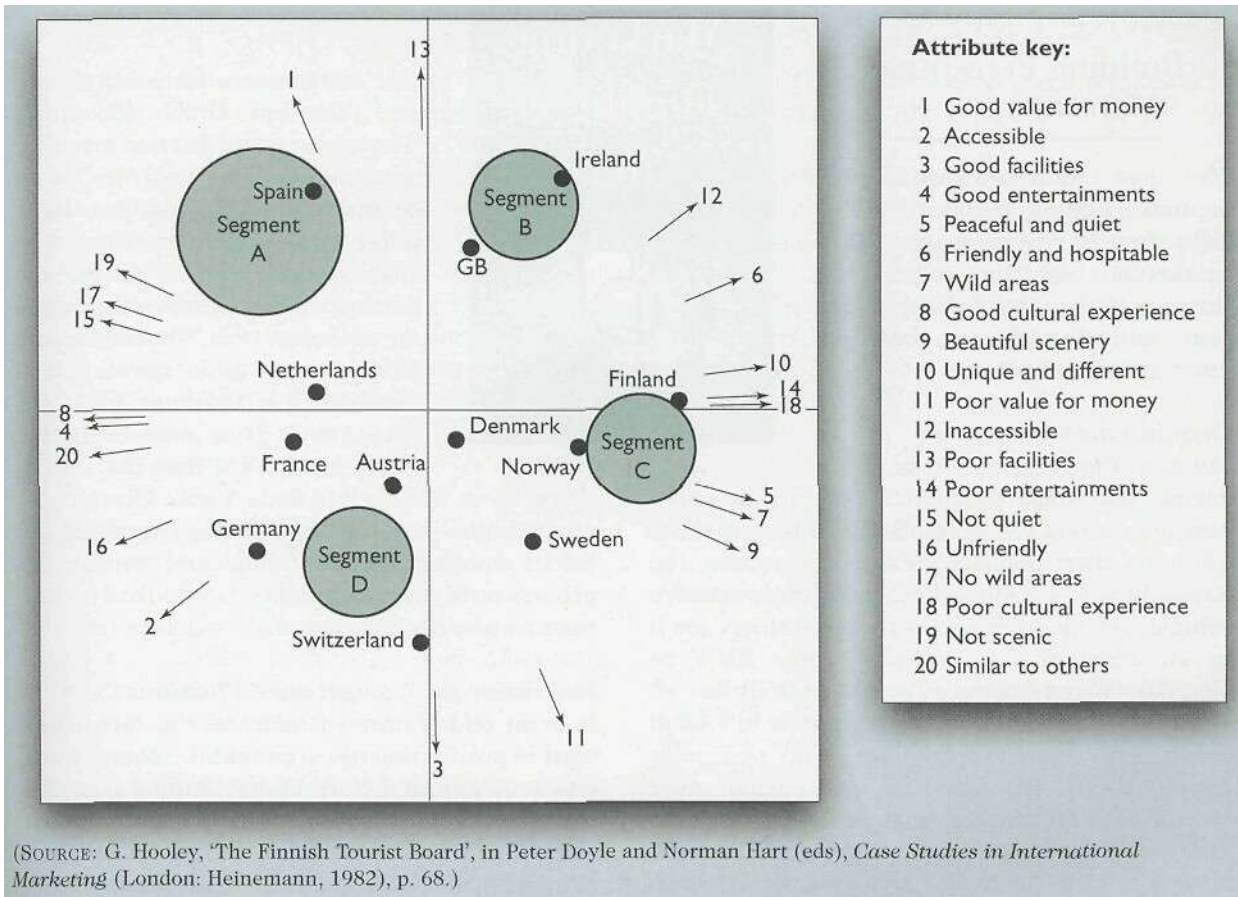 13
1
Ireland
Spain
Segment
A
Segment
B
12
GB
19
6
17
15
Netherlands
Finland
10
14
8
18
4
Denmark
Segment
C
20
France
Austria
Norway
5
7
Germany
9
16
Segment
D
Sweden
2
Switzerland
11
3
Attribute key:
1 Good value for money
2 Accessible
3 Good facilities
4 Good entertainments
5 Peaceful and quiet
6 Friendly and hospitable
7 Wild areas
8 Good cultural experience
9 Beautiful scenery
10 Unique and different
11 Poor value for money
12 Inaccessible
13 Poor facilities
14 Poor entertainments
15 Not quiet
16 Unfriendly
17 No wild areas
18 Poor cultural experience
19 Not scenic
20 Similar to others
(SOURCE: G. Hooley, 'The Finnish Tourist Board', in Peter Doyle and Norman Hart (eds), Case Studies in International
Marketing (London: Heinemann, 1982), p. 68.)